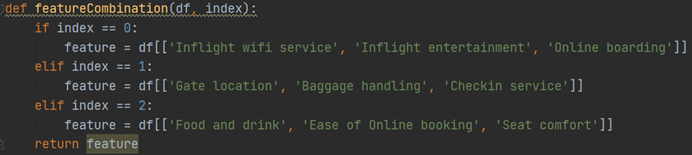 def featureCombination(df, index):
    if index == 0:
        feature = df[['Inflight wifi service', 'Inflight entertainment', 'Online boarding']]
    elif index == 1:
        feature = df[['Gate location', 'Baggage handling', 'Checkin service']]
    elif index == 2:
        feature = df[['Food and drink', 'Ease of Online booking', 'Seat comfort']]
    return feature